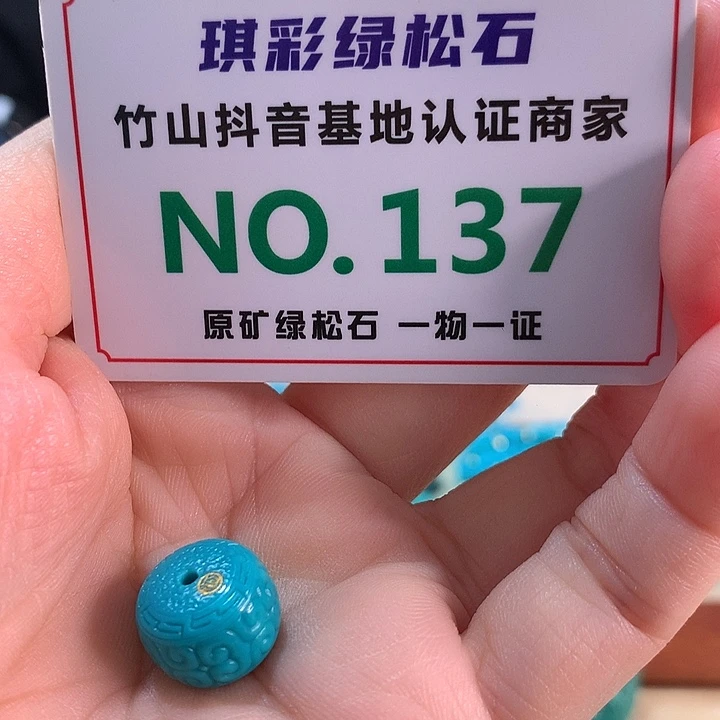 琪彩绿松石
竹山抖音基地认证商家
NO.137
原矿绿松石 一物一证